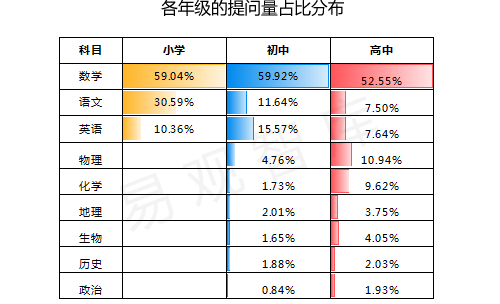 各年级的提问量占比分布
科目 小学 初中 高中
数学 59.04% 59.92% 52.55%
语文 30.59% 11.64% 7.50%
英语 10.36% 15.57% 7.64%
物理 4.76% 10.94%
化学 1.73% 9.62%
地理 2.01% 3.75%
生物 1.65% 4.05%
历史 1.88% 2.03%
政治 0.84% 1.93%
易观智库